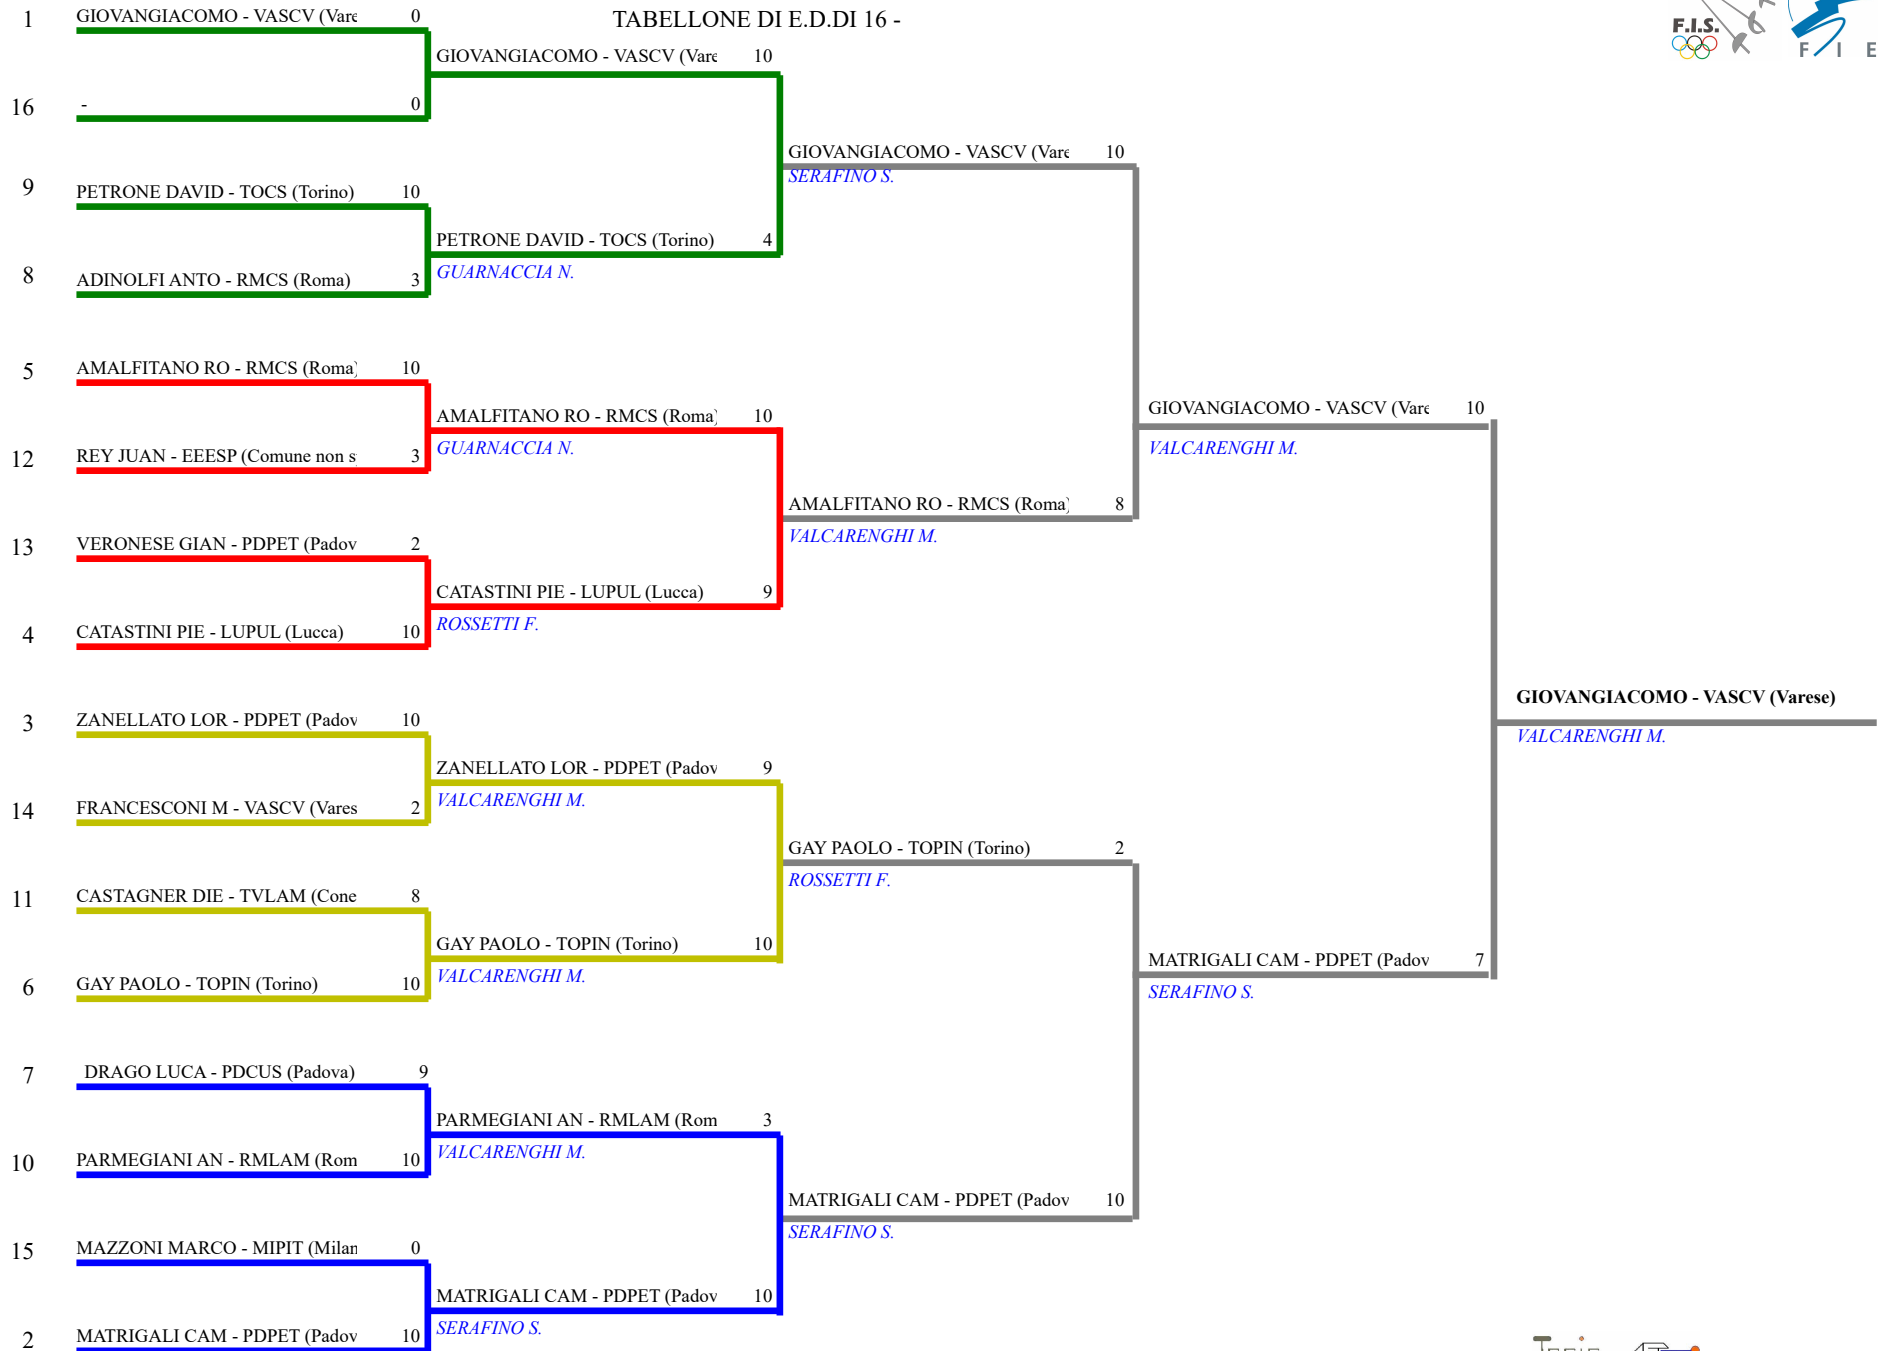 TABELLONE DI E.D.DI 16 -
F.I.S.
F I E
1 GIOVANGIACOMO - VASCV (Vare 0
GIOVANGIACOMO - VASCV (Vare 10
16 - 0
GIOVANGIACOMO - VASCV (Vare 10
SERAFINO S.
9 PETRONE DAVID - TOCS (Torino) 10
PETRONE DAVID - TOCS (Torino) 4
GUARNACCIA N.
8 ADINOLFI ANTO - RMCS (Roma) 3
5 AMALFITANO RO - RMCS (Roma) 10
GIOVANGIACOMO - VASCV (Vare 10
VALCARENGHI M.
AMALFITANO RO - RMCS (Roma) 10
GUARNACCIA N.
12 REY JUAN - EEESP (Comune non s 3
AMALFITANO RO - RMCS (Roma) 8
VALCARENGHI M.
13 VERONESE GIAN - PDPET (Padov 2
CATASTINI PIE - LUPUL (Lucca) 9
ROSSETTI F.
4 CATASTINI PIE - LUPUL (Lucca) 10
GIOVANGIACOMO - VASCV (Varese)
VALCARENGHI M.
3 ZANELLATO LOR - PDPET (Padov 10
ZANELLATO LOR - PDPET (Padov 9
VALCARENGHI M.
14 FRANCESCONI M - VASCV (Vares 2
GAY PAOLO - TOPIN (Torino) 2
ROSSETTI F.
11 CASTAGNER DIE - TVLAM (Cone 8
GAY PAOLO - TOPIN (Torino) 10
VALCARENGHI M.
MATRIGALI CAM - PDPET (Padov 7
SERAFINO S.
6 GAY PAOLO - TOPIN (Torino) 10
7 DRAGO LUCA - PDCUS (Padova) 9
PARMEGIANI AN - RMLAM (Rom 3
VALCARENGHI M.
10 PARMEGIANI AN - RMLAM (Rom 10
MATRIGALI CAM - PDPET (Padov 10
SERAFINO S.
15 MAZZONI MARCO - MIPIT (Milan 0
MATRIGALI CAM - PDPET (Padov 10
SERAFINO S.
2 MATRIGALI CAM - PDPET (Padov 10